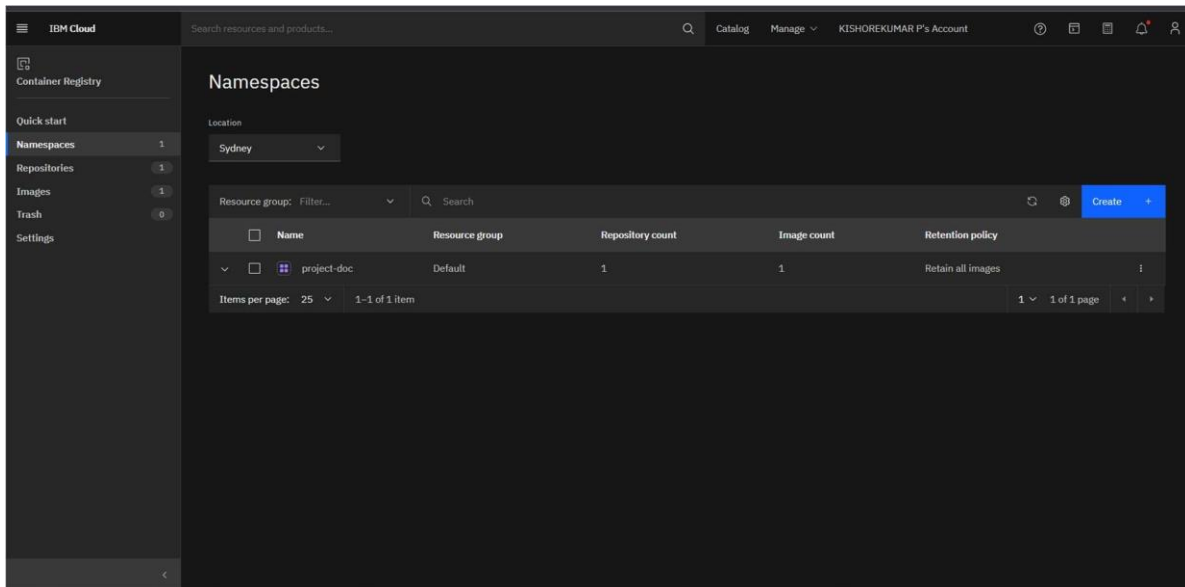 IBM Cloud
Search resources and products...
Catalog
Manage
KISHOREKUMAR P's Account
Container Registry
Quick start
Namespaces 1
Repositories 1
Images 1
Trash 0
Settings
Namespaces
Location
Sydney
Resource group: Filter...
Search
Create +
Name Resource group Repository count Image count Retention policy
project-doc Default 1 1 Retain all images
Items per page: 25 1–1 of 1 item 1 1 of 1 page